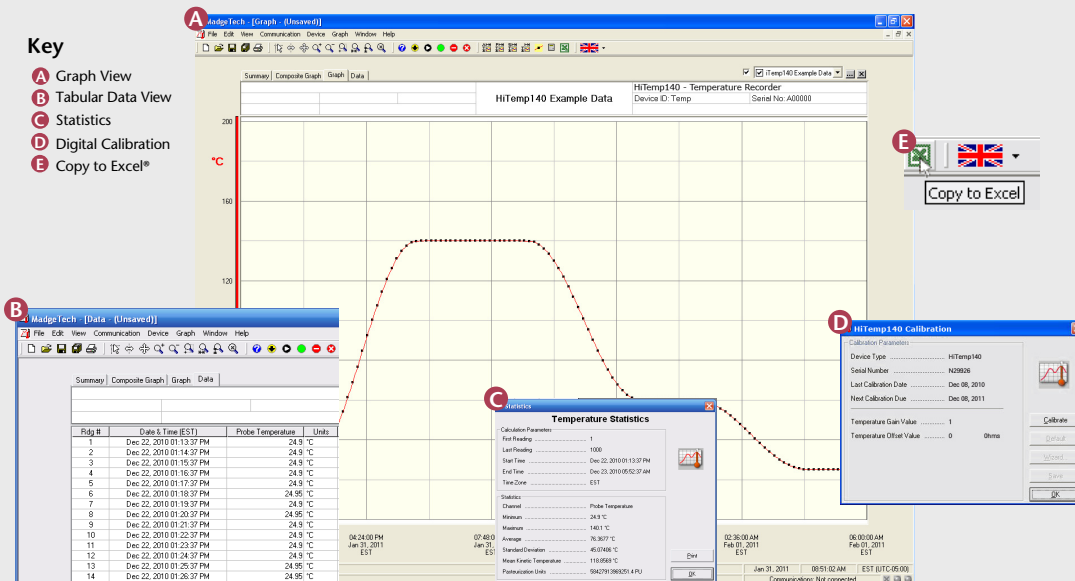 Key
A Graph View
B Tabular Data View
C Statistics
D Digital Calibration
E Copy to Excel®
A
MadgeTech - [Graph - (Unsaved)]
File Edit View Communication Device Graph Window Help
Summary Composite Graph Graph Data
iTemp140 Example Data
HiTemp140 Example Data
HiTemp140 - Temperature Recorder
Device ID: Temp Serial No: A00000
200
°C
160
120
04:24:00 PM
Jan 31, 2011
EST
07:48:0
Jan 31,
ES
02:36:00 AM
Feb 01, 2011
EST
06:00:00 AM
Feb 01, 2011
EST
Jan 31, 2011 08:51:02 AM EST (UTC-05:00)
Communications: Not connected
E
Copy to Excel
B
MadgeTech - [Data - (Unsaved)]
File Edit View Communication Device Graph Window Help
Summary Composite Graph Graph Data
Rdg # Date & Time (EST) Probe Temperature Units
1 Dec 22, 2010 01:13:37 PM 24.9 °C
2 Dec 22, 2010 01:14:37 PM 24.9 °C
3 Dec 22, 2010 01:15:37 PM 24.9 °C
4 Dec 22, 2010 01:16:37 PM 24.9 °C
5 Dec 22, 2010 01:17:37 PM 24.9 °C
6 Dec 22, 2010 01:18:37 PM 24.95 °C
7 Dec 22, 2010 01:19:37 PM 24.9 °C
8 Dec 22, 2010 01:20:37 PM 24.95 °C
9 Dec 22, 2010 01:21:37 PM 24.9 °C
10 Dec 22, 2010 01:22:37 PM 24.9 °C
11 Dec 22, 2010 01:23:37 PM 24.9 °C
12 Dec 22, 2010 01:24:37 PM 24.9 °C
13 Dec 22, 2010 01:25:37 PM 24.95 °C
14 Dec 22, 2010 01:26:37 PM 24.95 °C
C
Statistics
Temperature Statistics
Calculation Parameters
First Reading 1
Last Reading 1000
Start Time Dec 22, 2010 01:13:37 PM
End Time Dec 23, 2010 05:52:37 AM
Time Zone EST
Statistics
Channel Probe Temperature
Minimum 24.9 °C
Maximum 140.1 °C
Average 76.3677 °C
Standard Deviation 45.07406 °C
Mean Kinetic Temperature 118.8569 °C
Pasteurization Units 58427913969251.4 PU
Print
OK
D
HiTemp140 Calibration
Calibration Parameters
Device Type HiTemp140
Serial Number N29926
Last Calibration Date Dec 08, 2010
Next Calibration Due Dec 08, 2011
Temperature Gain Value 1
Temperature Offset Value 0 Ohms
Calibrate
Default
Wizard
Save
OK